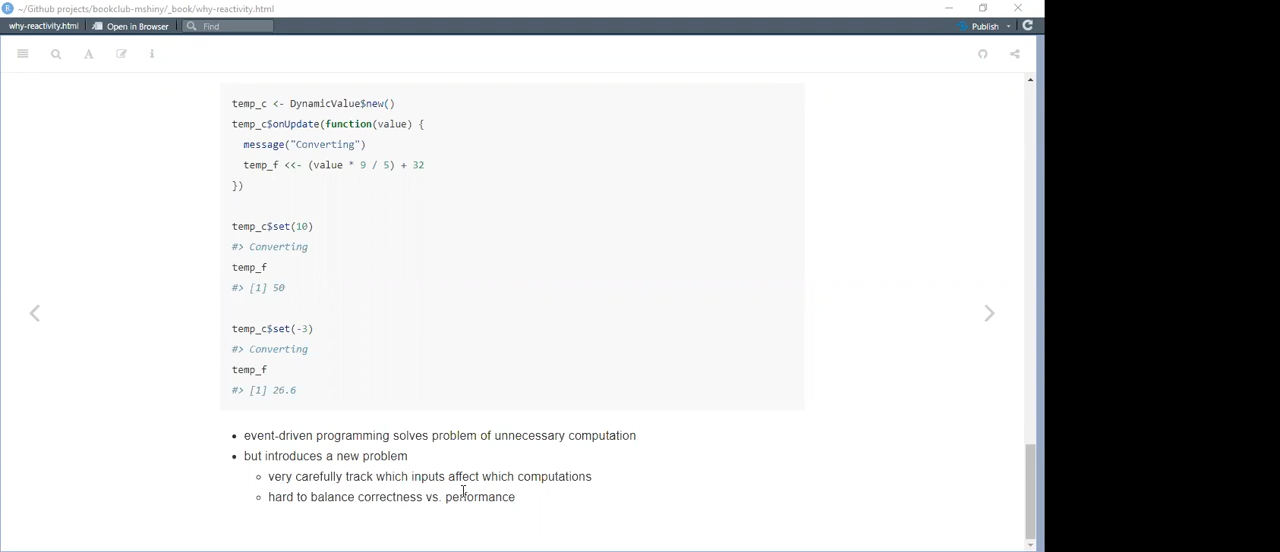 ~/Github projects/bookclub-mshiny/_book/why-reactivity.html
why-reactivity.html
Open in Browser
Find
Publish
A
i
temp_c <- DynamicValue$new()
temp_c$onUpdate(function(value) {
message("Converting")
temp_f <<- (value * 9 / 5) + 32
})
temp_c$set(10)
#> Converting
temp_f
#> [1] 50
temp_c$set(-3)
#> Converting
temp_f
#> [1] 26.6
event-driven programming solves problem of unnecessary computation
but introduces a new problem
very carefully track which inputs affect which computations
hard to balance correctness vs. performance